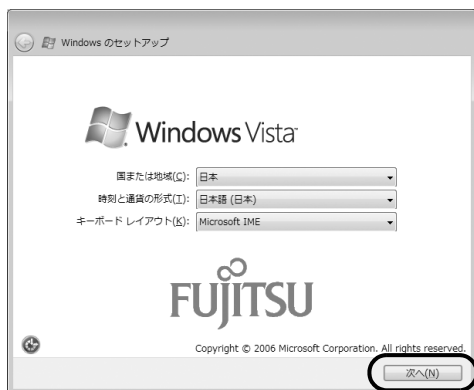 Windows のセットアップ
Windows Vista™
国または地域(C): 日本
時刻と通貨の形式(T): 日本語 (日本)
キーボード レイアウト(K): Microsoft IME
FUJITSU
Copyright © 2006 Microsoft Corporation. All rights reserved.
次へ(N)